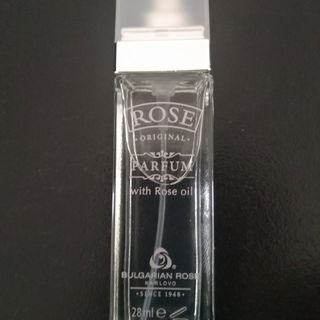 ROSE
• ORIGINAL •
PARFUM
with Rose oil
BULGARIAN ROSE
KARLOVO
• SINCE 1948 •
28ml e